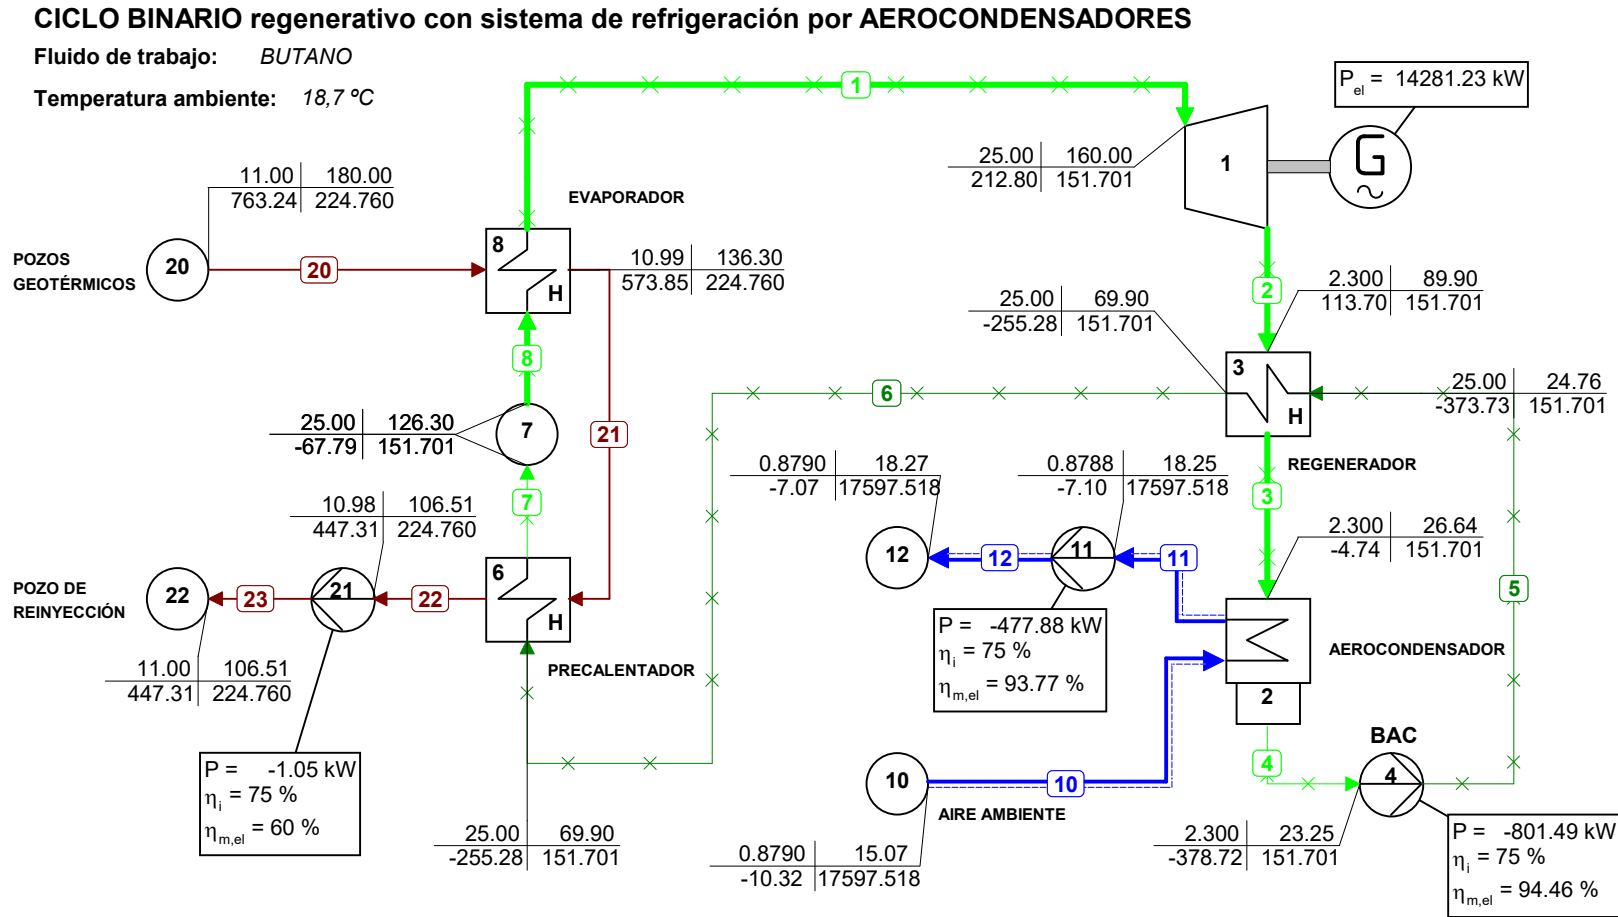 CICLO BINARIO regenerativo con sistema de refrigeración por AEROCONDENSADORES
Fluido de trabajo: BUTANO
Temperatura ambiente: 18,7 ºC
1
P_el = 14281.23 kW
G
1
25.00 160.00
212.80 151.701
11.00 180.00
763.24 224.760
EVAPORADOR
8
H
POZOS
GEOTÉRMICOS
20
20
10.99 136.30
573.85 224.760
2
2.300 89.90
113.70 151.701
25.00 69.90
-255.28 151.701
8
3
H
6
25.00 24.76
-373.73 151.701
25.00 126.30
-67.79 151.701
7
21
REGENERADOR
0.8790 18.27
-7.07 17597.518
0.8788 18.25
-7.10 17597.518
3
7
10.98 106.51
447.31 224.760
2.300 26.64
-4.74 151.701
12
12
11
11
6
H
POZO DE
REINYECCIÓN
22
23
21
22
5
P = -477.88 kW
η_i = 75 %
η_m,el = 93.77 %
AEROCONDENSADOR
PRECALENTADOR
11.00 106.51
447.31 224.760
2
BAC
P = -1.05 kW
η_i = 75 %
η_m,el = 60 %
10
10
4
4
AIRE AMBIENTE
25.00 69.90
-255.28 151.701
0.8790 15.07
-10.32 17597.518
2.300 23.25
-378.72 151.701
P = -801.49 kW
η_i = 75 %
η_m,el = 94.46 %